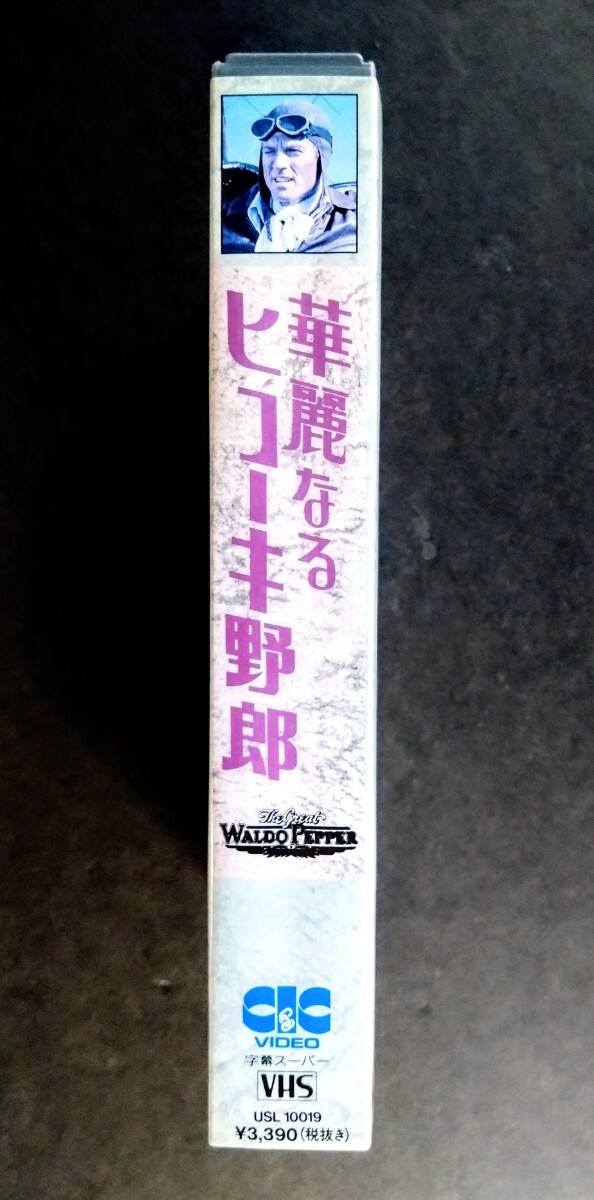 華麗なる
ヒコーキ野郎
The Great
WALDO PEPPER
CIC
VIDEO
字幕スーパー
VHS
USL 10019
¥3,390(税抜き)